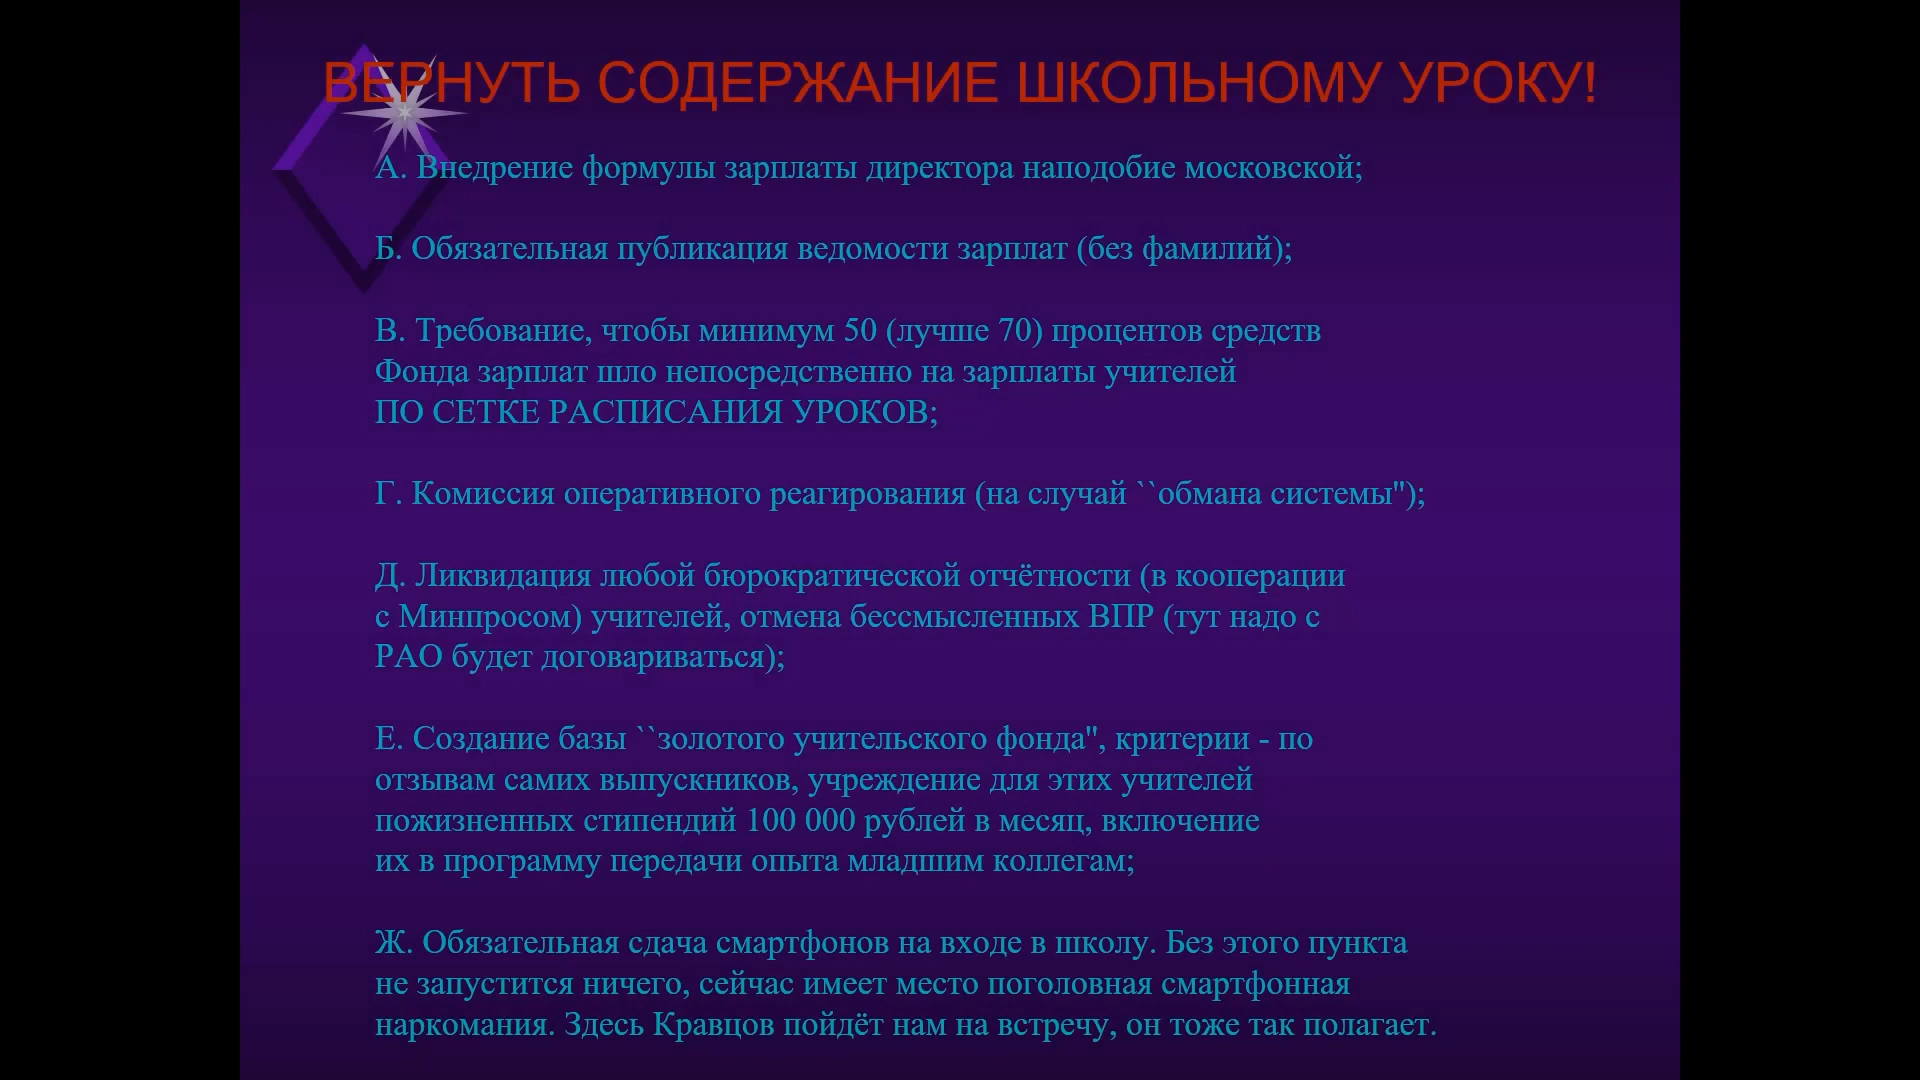 ВЕРНУТЬ СОДЕРЖАНИЕ ШКОЛЬНОМУ УРОКУ!
А. Внедрение формулы зарплаты директора наподобие московской;
Б. Обязательная публикация ведомости зарплат (без фамилий);
В. Требование, чтобы минимум 50 (лучше 70) процентов средств
Фонда зарплат шло непосредственно на зарплаты учителей
ПО СЕТКЕ РАСПИСАНИЯ УРОКОВ;
Г. Комиссия оперативного реагирования (на случай ``обмана системы");
Д. Ликвидация любой бюрократической отчётности (в кооперации
с Минпросом) учителей, отмена бессмысленных ВПР (тут надо с
РАО будет договариваться);
Е. Создание базы ``золотого учительского фонда", критерии - по
отзывам самих выпускников, учреждение для этих учителей
пожизненных стипендий 100 000 рублей в месяц, включение
их в программу передачи опыта младшим коллегам;
Ж. Обязательная сдача смартфонов на входе в школу. Без этого пункта
не запустится ничего, сейчас имеет место поголовная смартфонная
наркомания. Здесь Кравцов пойдёт нам на встречу, он тоже так полагает.